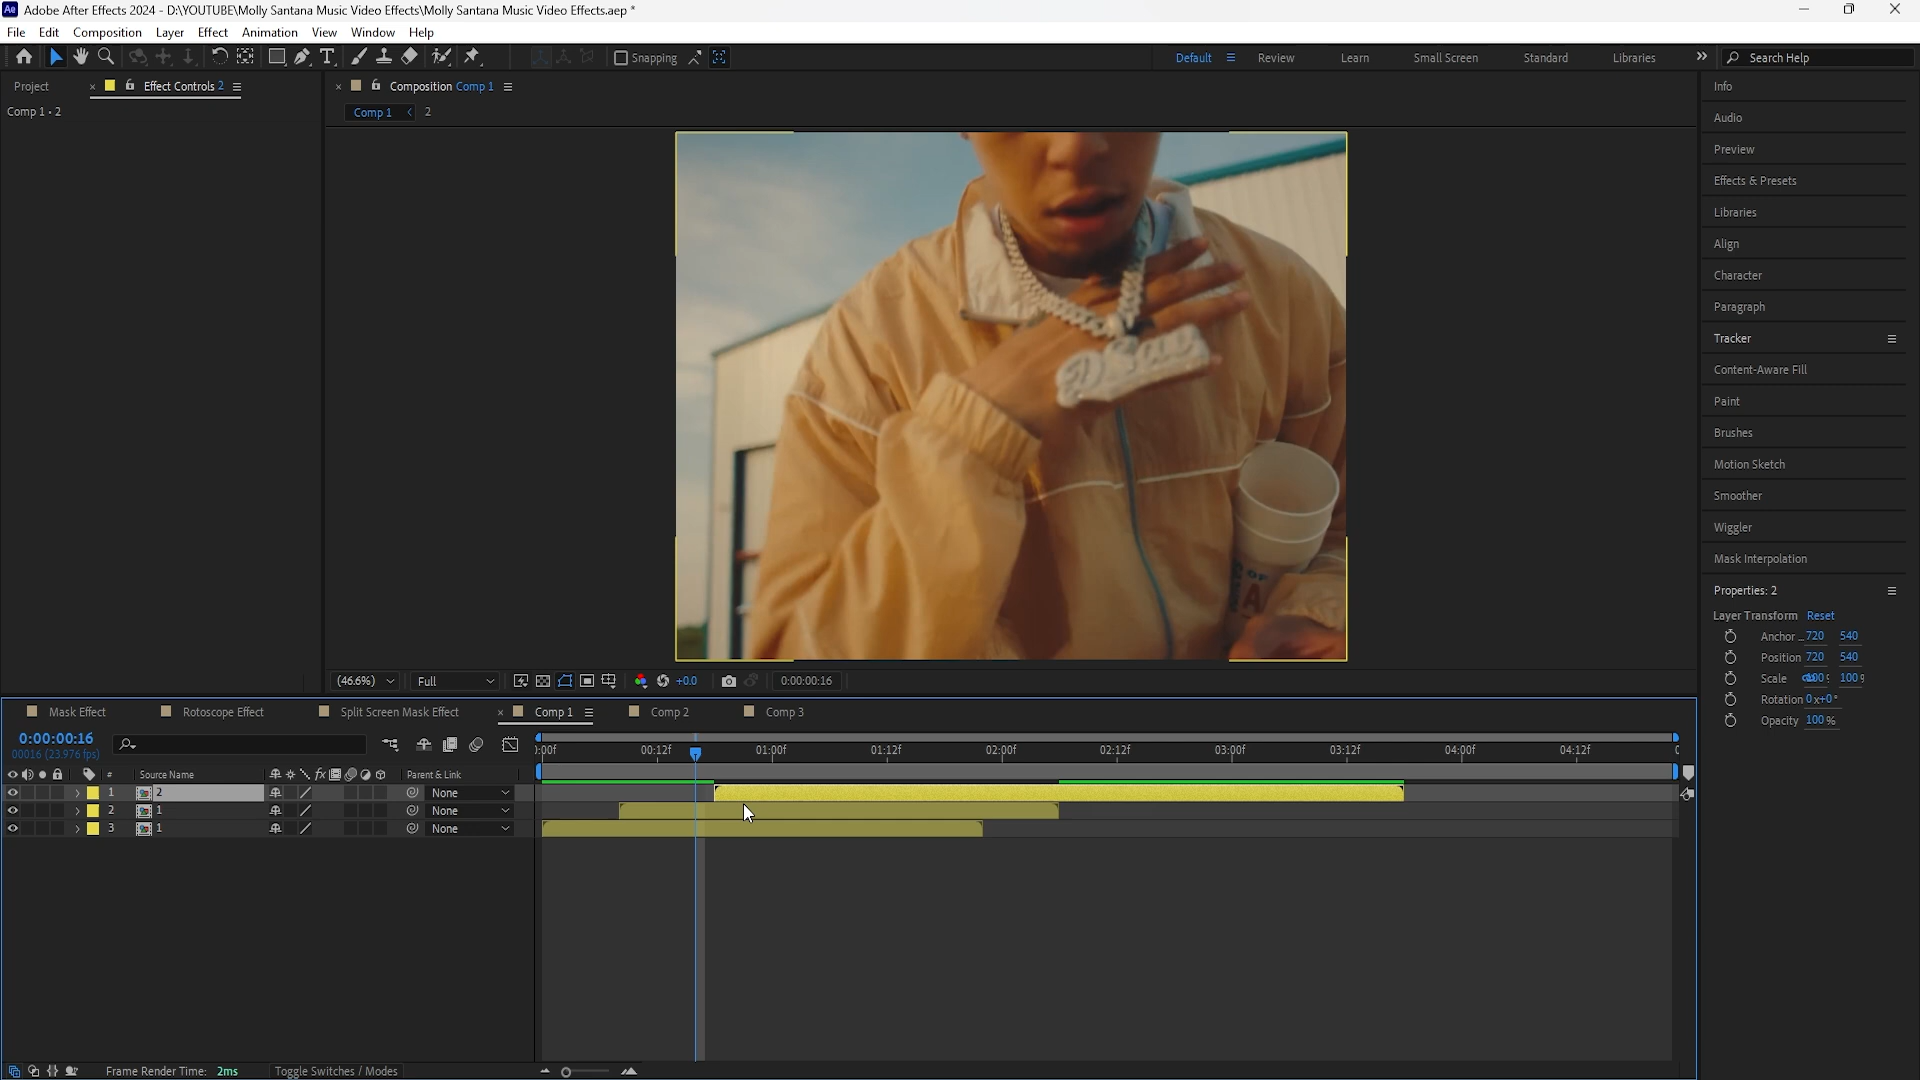 Adobe After Effects 2024 - D:\YOUTUBE\Molly Santana Music Video Effects\Molly Santana Music Video Effects.aep *
File Edit Composition Layer Effect Animation View Window Help
Snapping
Default Review Learn Small Screen Standard Libraries Search Help
Project
Effect Controls 2
Composition Comp 1
Comp 1 • 2
Comp 1 2
Info
Audio
Preview
Effects & Presets
Libraries
Align
Character
Paragraph
Tracker
Content-Aware Fill
Paint
Brushes
Motion Sketch
Smoother
Wiggler
Mask Interpolation
Properties: 2
Layer Transform Reset
Anchor ... 720 540
Position 720 540
Scale 100 100
Rotation 0x+0°
Opacity 100%
(46.6%) Full +0.0 0:00:00:16
Mask Effect Rotoscope Effect Split Screen Mask Effect Comp 1 Comp 2 Comp 3
0:00:00:16
00016 (23.976 fps)
:00f 00:12f 01:00f 01:12f 02:00f 02:12f 03:00f 03:12f 04:00f 04:12f
# Source Name fx Parent & Link
1 2 None
2 1 None
3 1 None
Frame Render Time: 2ms Toggle Switches / Modes